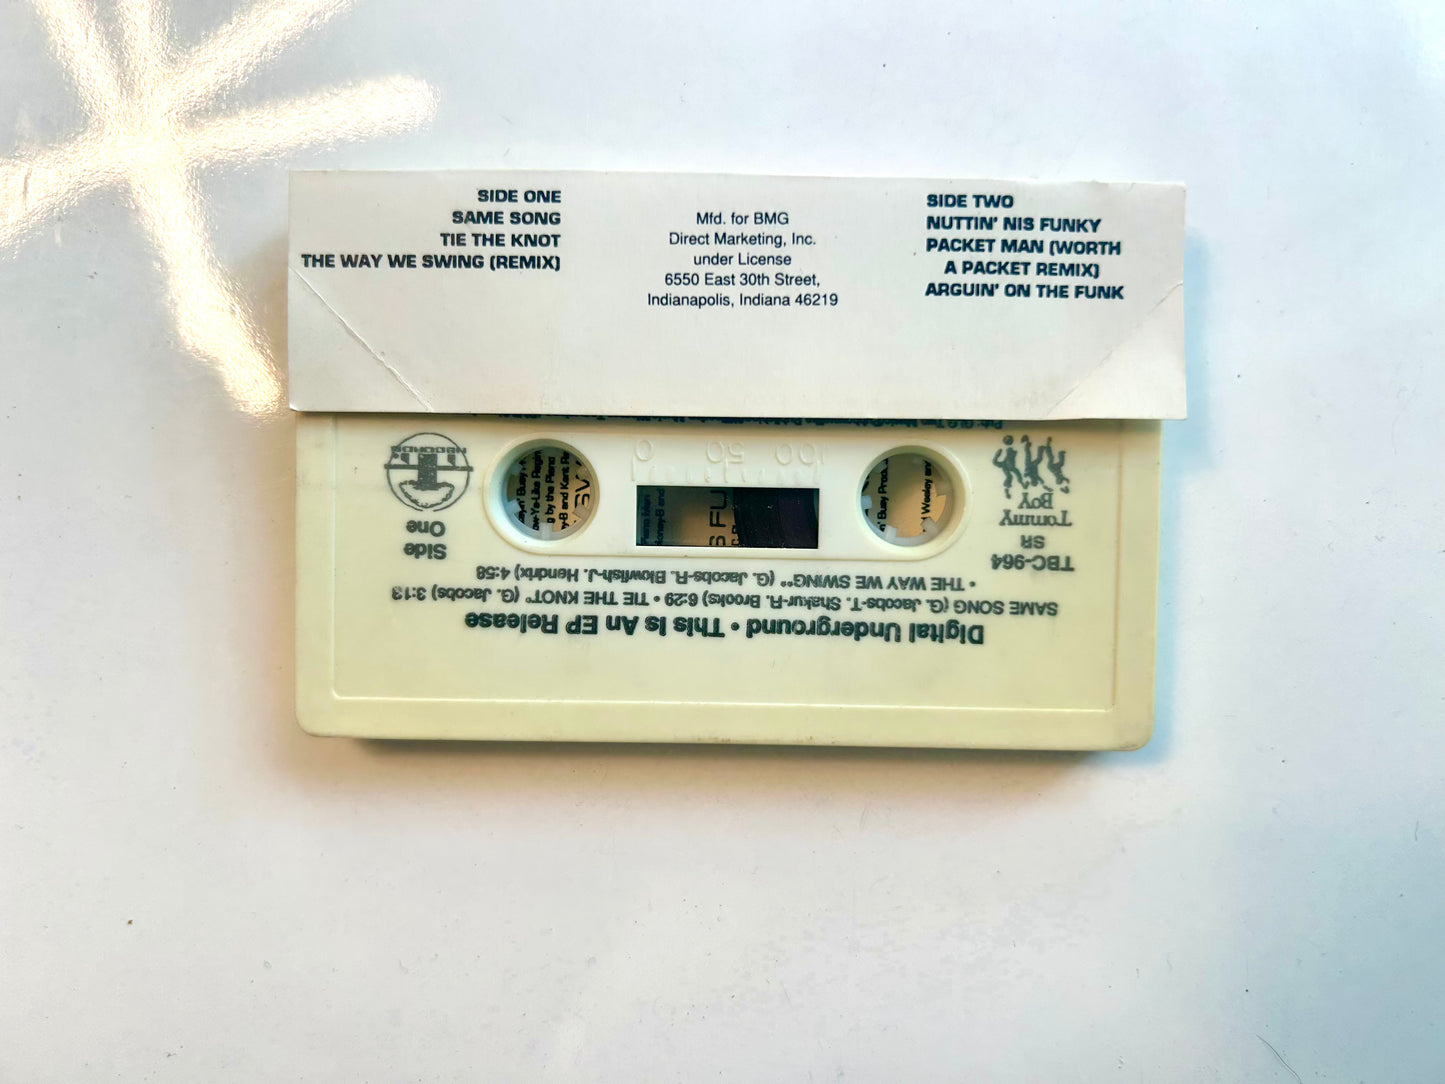 SIDE ONE
SAME SONG
TIE THE KNOT
THE WAY WE SWING (REMIX)
Mfd. for BMG
Direct Marketing, Inc.
under License
6550 East 30th Street,
Indianapolis, Indiana 46219
SIDE TWO
NUTTIN' NIS FUNKY
PACKET MAN (WORTH
A PACKET REMIX)
ARGUIN' ON THE FUNK
Digital Underground • This Is An EP Release
SAME SONG (G. Jacobs-T. Shakur-R. Brooks) 6:29 • TIE THE KNOT* (G. Jacobs) 3:13
• THE WAY WE SWING** (G. Jacobs-R. Blowfish-J. Hendrix) 4:58
TBC-964
SR
Tommy
BOY
Side
One
RECORDS
100 50 0